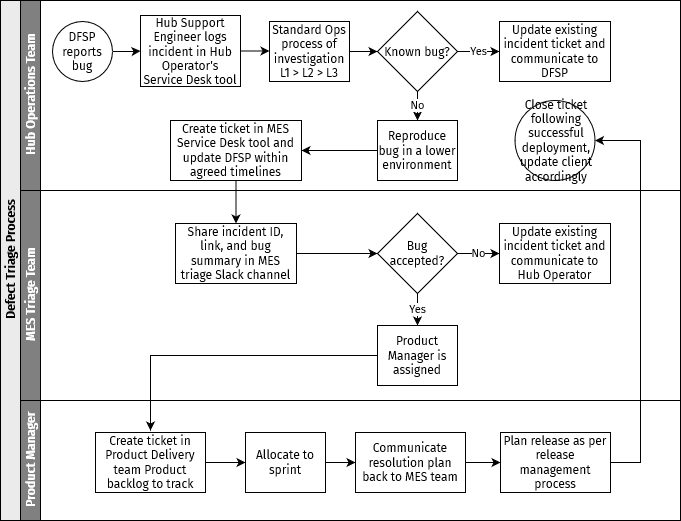 Defect Triage Process
Hub Operations Team
DFSP
reports
bug
Hub Support
Engineer logs
incident in Hub
Operator's
Service Desk tool
Standard Ops
process of
investigation
L1 > L2 > L3
Known bug?
Yes
Update existing
incident ticket and
communicate to
DFSP
No
Reproduce
bug in a lower
environment
Create ticket in MES
Service Desk tool and
update DFSP within
agreed timelines
Close ticket
following
successful
deployment,
update client
accordingly
MES Triage Team
Share incident ID,
link, and bug
summary in MES
triage Slack channel
Bug
accepted?
No
Update existing
incident ticket and
communicate to
Hub Operator
Yes
Product
Manager is
assigned
Product Manager
Create ticket in
Product Delivery
team Product
backlog to track
Allocate to
sprint
Communicate
resolution plan
back to MES team
Plan release as per
release
management
process